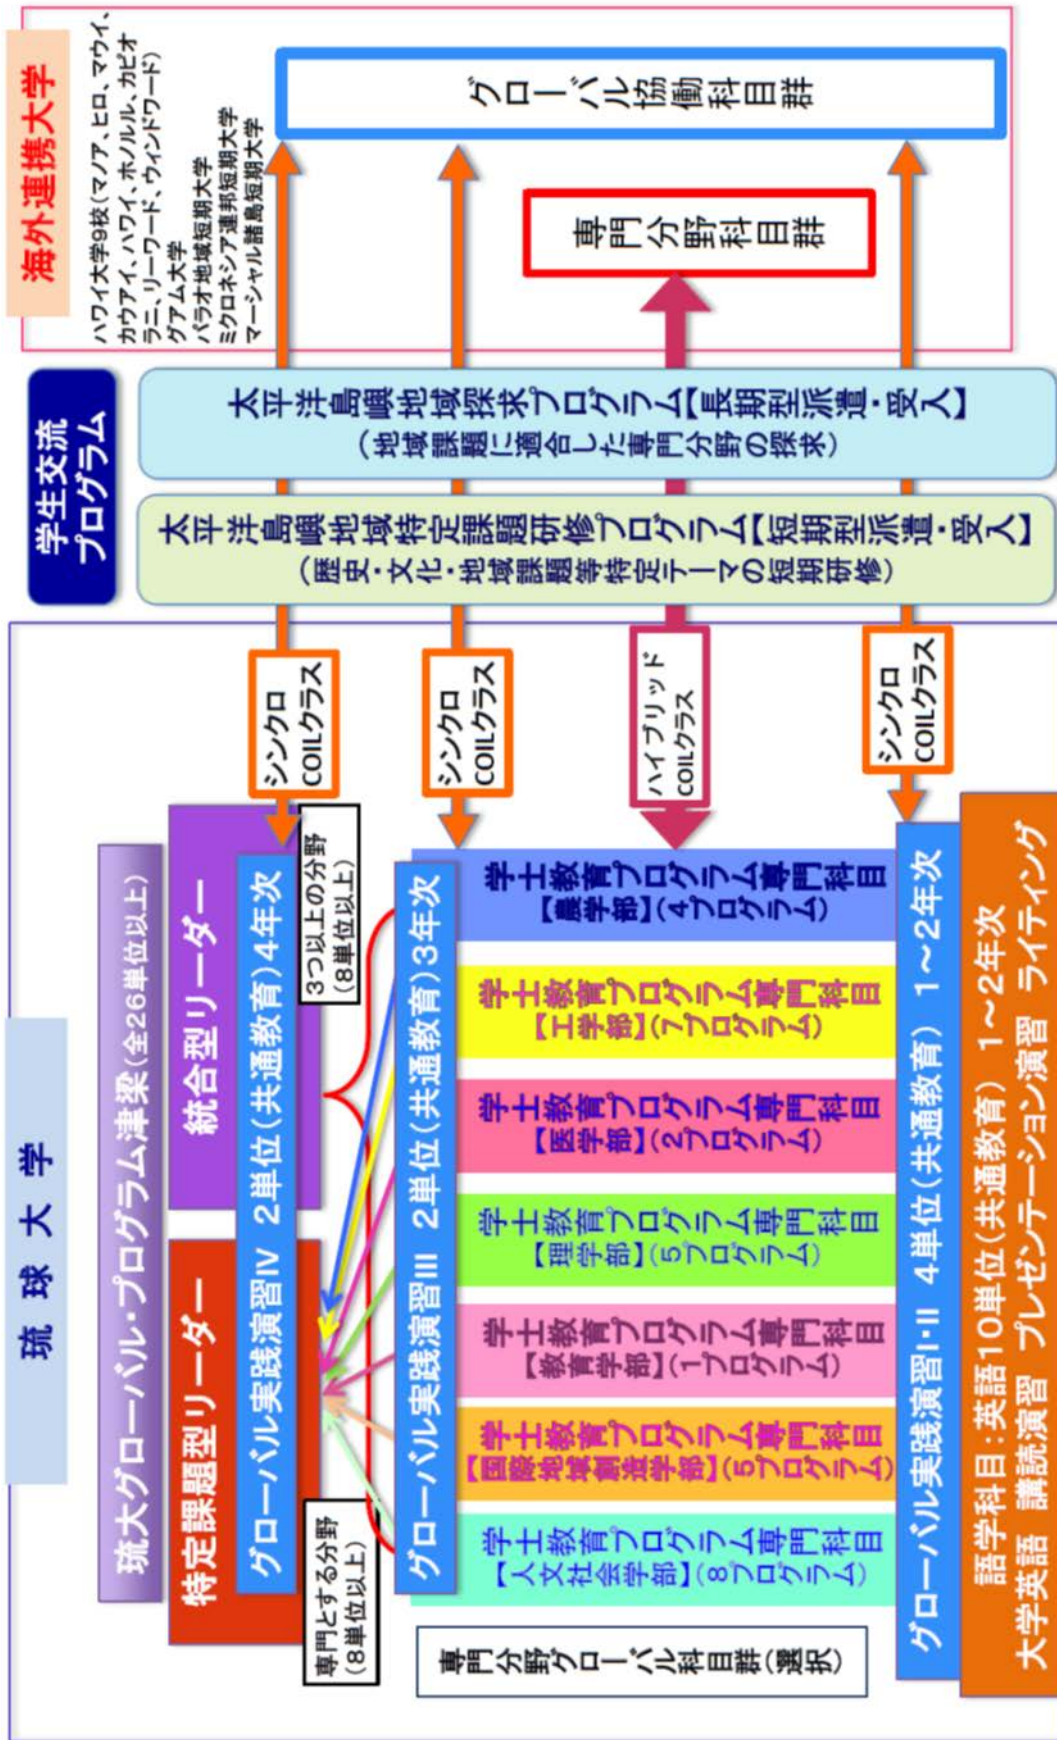 琉球大学
琉大グローバル・プログラム津梁(全26単位以上)
特定課題型リーダー
統合型リーダー
グローバル実践演習Ⅳ 2単位(共通教育)4年次
専門とする分野
(8単位以上)
3つ以上の分野
(8単位以上)
グローバル実践演習Ⅲ 2単位(共通教育)3年次
専門分野グローバル科目群(選択)
学士教育プログラム専門科目
【人文社会学部】(8プログラム)
学士教育プログラム専門科目
【国際地域創造学部】(5プログラム)
学士教育プログラム専門科目
【教育学部】(1プログラム)
学士教育プログラム専門科目
【理学部】(5プログラム)
学士教育プログラム専門科目
【医学部】(2プログラム)
学士教育プログラム専門科目
【工学部】(7プログラム)
学士教育プログラム専門科目
【農学部】(4プログラム)
グローバル実践演習Ⅰ・Ⅱ 4単位(共通教育) 1~2年次
語学科目:英語10単位(共通教育) 1~2年次
大学英語 講読演習 プレゼンテーション演習 ライティング
シンクロ
COILクラス
シンクロ
COILクラス
ハイブリッド
COILクラス
シンクロ
COILクラス
学生交流
プログラム
太平洋島嶼地域特定課題研修プログラム【短期型派遣・受入】
(歴史・文化・地域課題等特定テーマの短期研修)
太平洋島嶼地域探求プログラム【長期型派遣・受入】
(地域課題に適合した専門分野の探求)
海外連携大学
ハワイ大学9校(マノア、ヒロ、マウイ、
カウアイ、ハワイ、ホノルル、カピオ
ラニ、リーワード、ウィンドワード)
グアム大学
パラオ地域短期大学
ミクロネシア連邦短期大学
マーシャル諸島短期大学
専門分野科目群
グローバル協働科目群